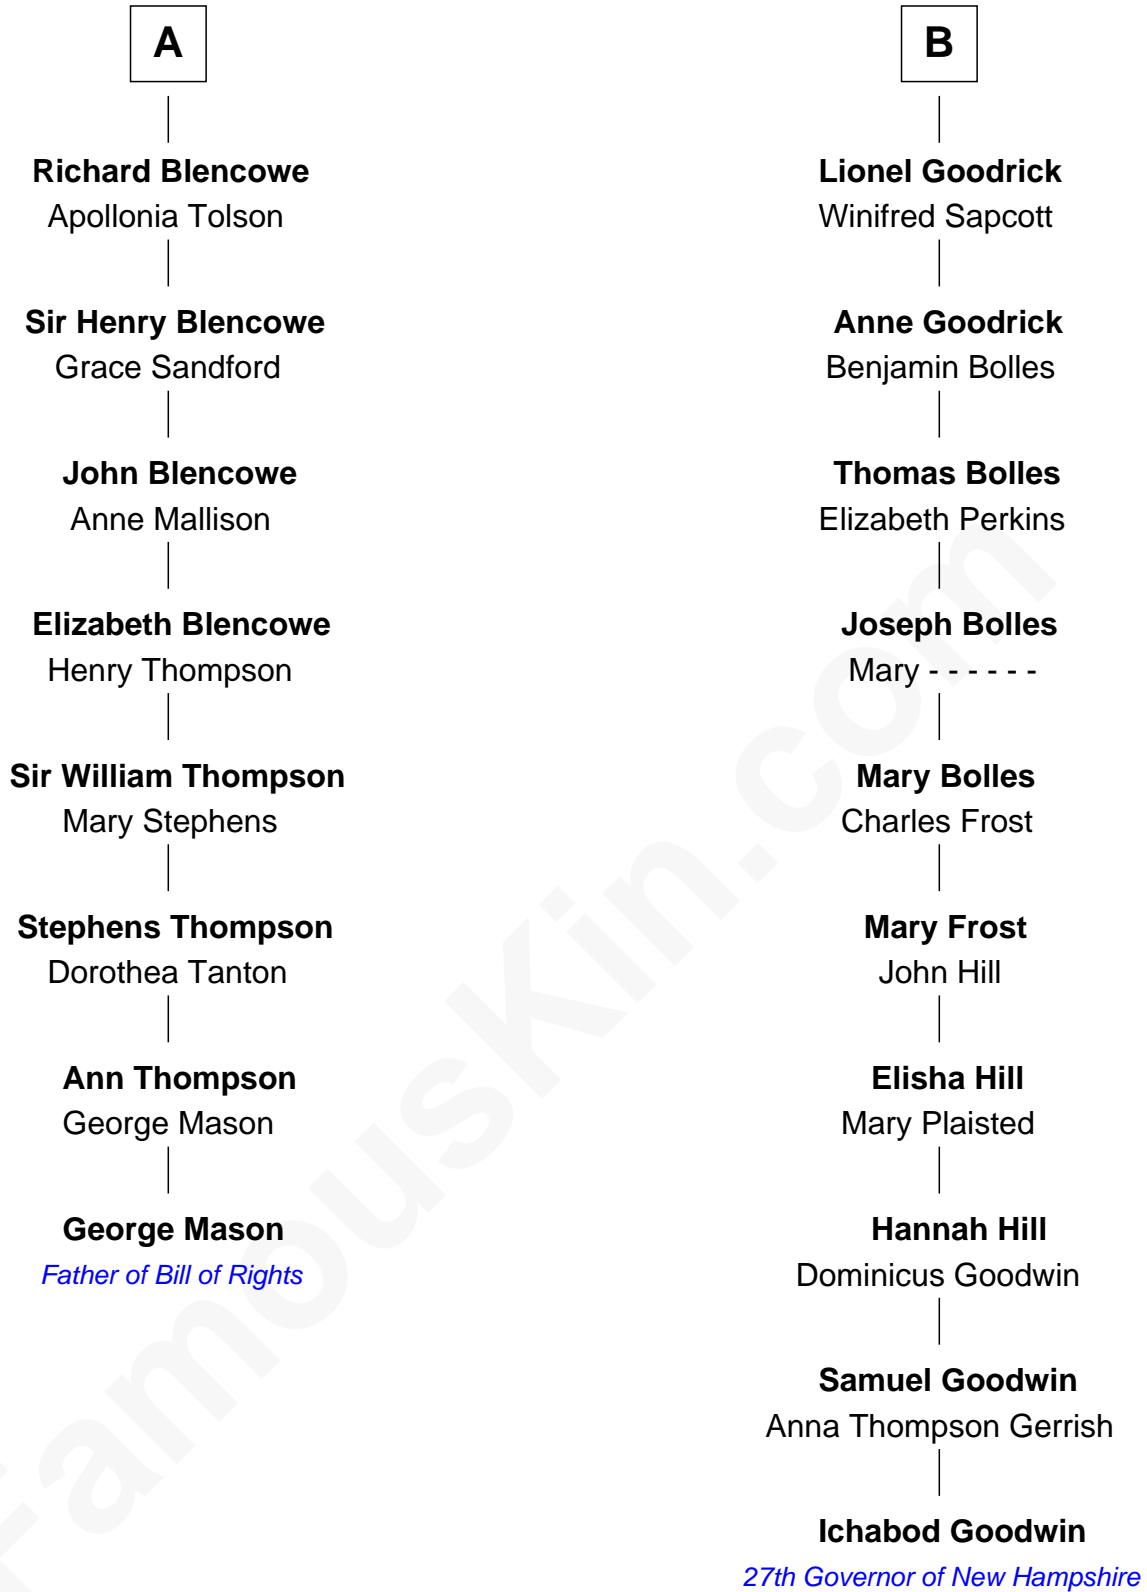 A
Richard Blencowe
Apollonia Tolson
Sir Henry Blencowe
Grace Sandford
John Blencowe
Anne Mallison
Elizabeth Blencowe
Henry Thompson
Sir William Thompson
Mary Stephens
Stephens Thompson
Dorothea Tanton
Ann Thompson
George Mason
George Mason
Father of Bill of Rights
B
Lionel Goodrick
Winifred Sapcott
Anne Goodrick
Benjamin Bolles
Thomas Bolles
Elizabeth Perkins
Joseph Bolles
Mary - - - - - -
Mary Bolles
Charles Frost
Mary Frost
John Hill
Elisha Hill
Mary Plaisted
Hannah Hill
Dominicus Goodwin
Samuel Goodwin
Anna Thompson Gerrish
Ichabod Goodwin
27th Governor of New Hampshire
FamousKin.com